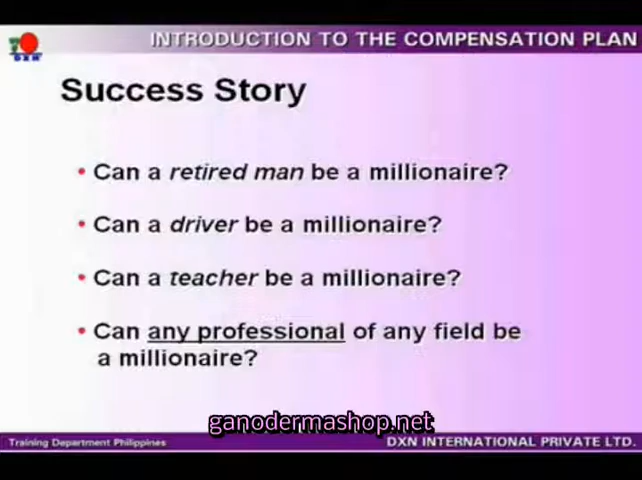 INTRODUCTION TO THE COMPENSATION PLAN
DXN
Success Story
• Can a retired man be a millionaire?
• Can a driver be a millionaire?
• Can a teacher be a millionaire?
• Can any professional of any field be
a millionaire?
ganodermashop.net
Training Department Philippines
DXN INTERNATIONAL PRIVATE LTD.